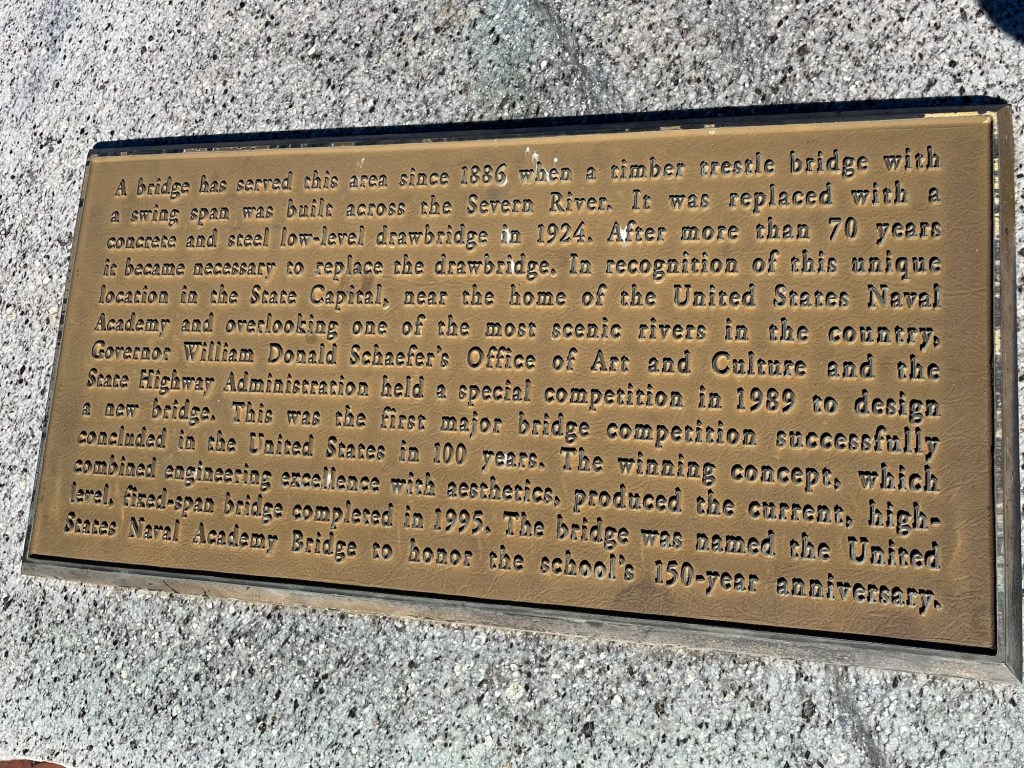 A bridge has served this area since 1886 when a timber trestle bridge with
a swing span was built across the Severn River. It was replaced with a
concrete and steel low-level drawbridge in 1924. After more than 70 years
it became necessary to replace the drawbridge. In recognition of this unique
location in the State Capital, near the home of the United States Naval
Academy and overlooking one of the most scenic rivers in the country,
Governor William Donald Schaefer's Office of Art and Culture and the
State Highway Administration held a special competition in 1989 to design
a new bridge. This was the first major bridge competition successfully
concluded in the United States in 100 years. The winning concept, which
combined engineering excellence with aesthetics, produced the current, high-
level, fixed-span bridge completed in 1995. The bridge was named the United
States Naval Academy Bridge to honor the school's 150-year anniversary.